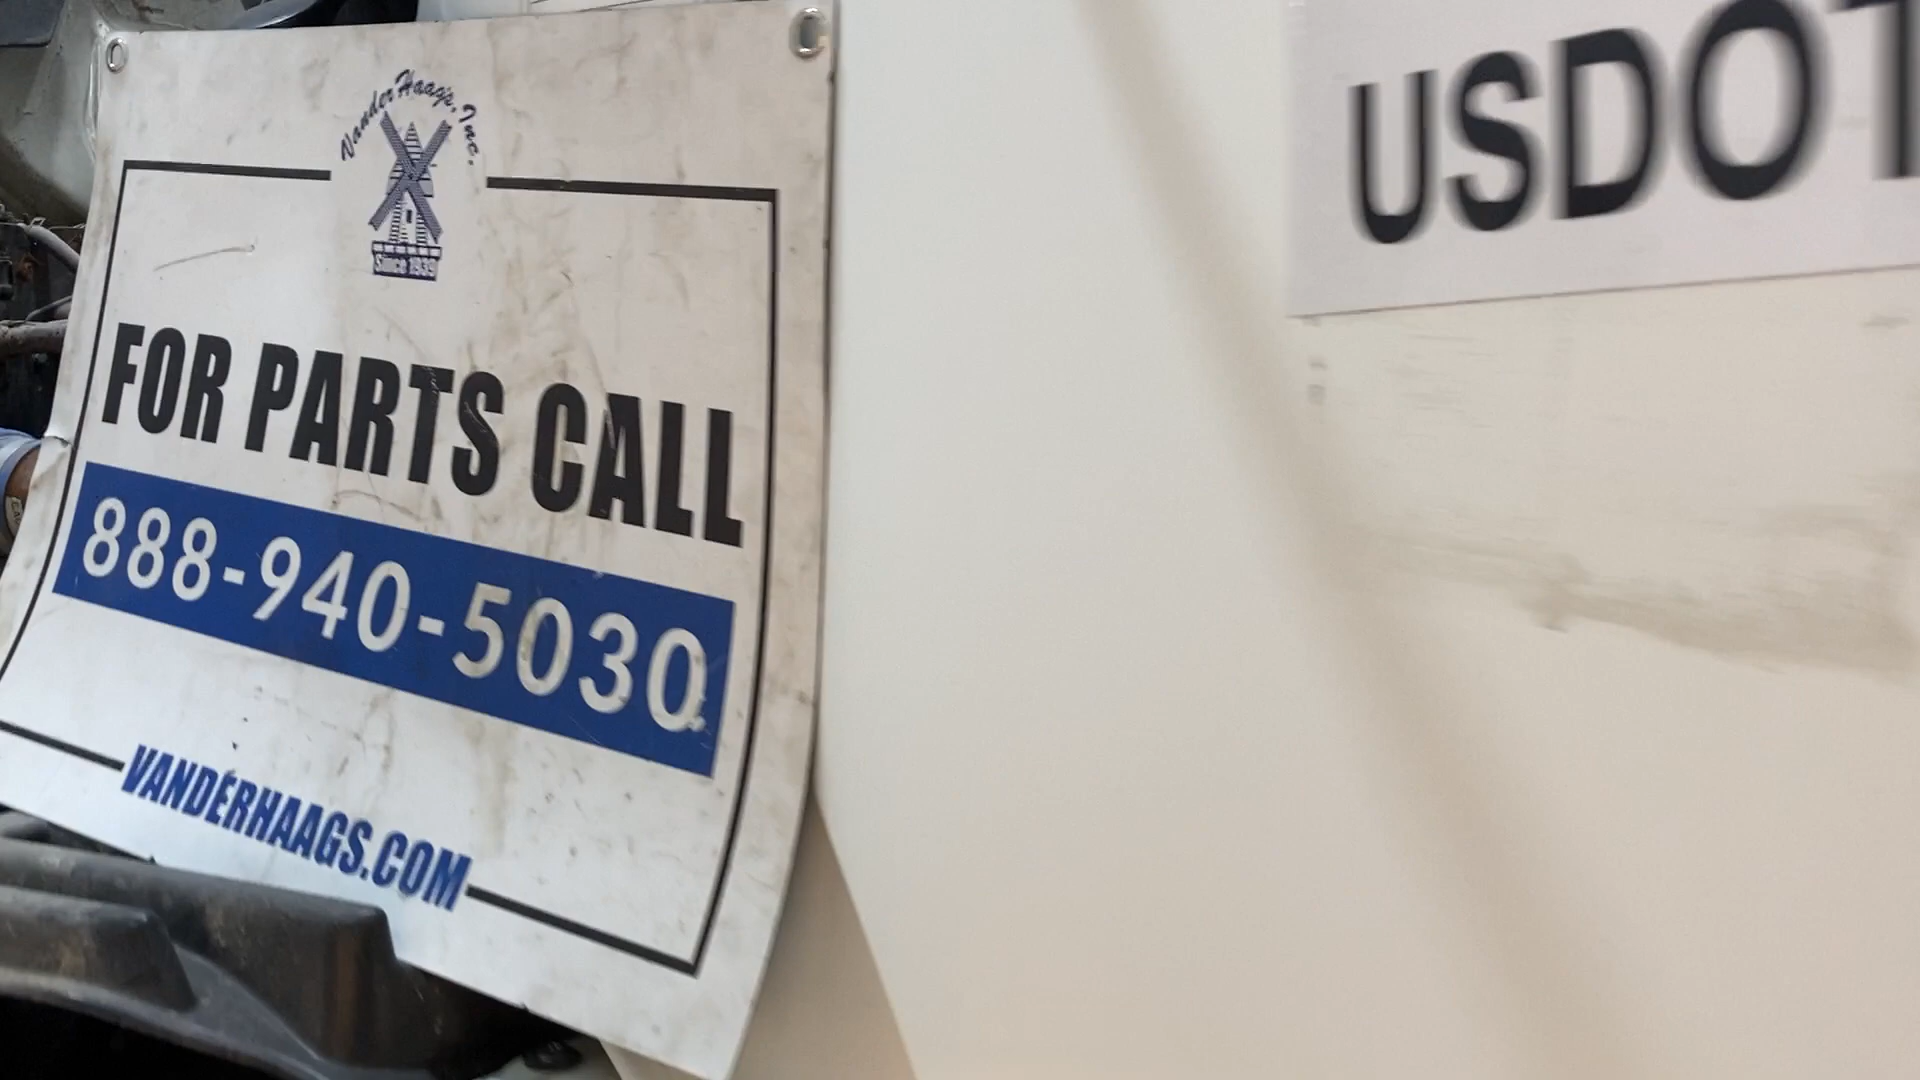 VanderHaag's, Inc.
Since 1939
FOR PARTS CALL
888-940-5030
VANDERHAAGS.COM
USDOT